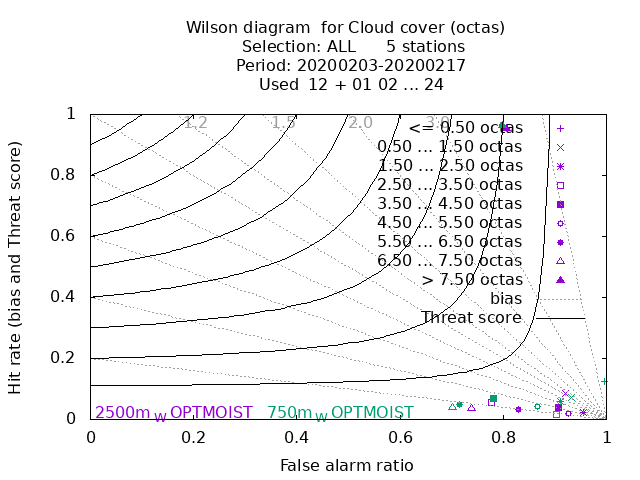 Wilson diagram  for Cloud cover (octas)
Selection: ALL      5 stations
Period: 20200203-20200217
Used  12 + 01 02 ... 24
Hit rate (bias and Threat score)
1
0.8
0.6
0.4
0.2
0
1.2 1.5 2.0 3.0
<= 0.50 octas
0.50 ... 1.50 octas
1.50 ... 2.50 octas
2.50 ... 3.50 octas
3.50 ... 4.50 octas
4.50 ... 5.50 octas
5.50 ... 6.50 octas
6.50 ... 7.50 octas
> 7.50 octas
bias
Threat score
2500m_W OPTMOIST 750m_W OPTMOIST
0 0.2 0.4 0.6 0.8 1
False alarm ratio